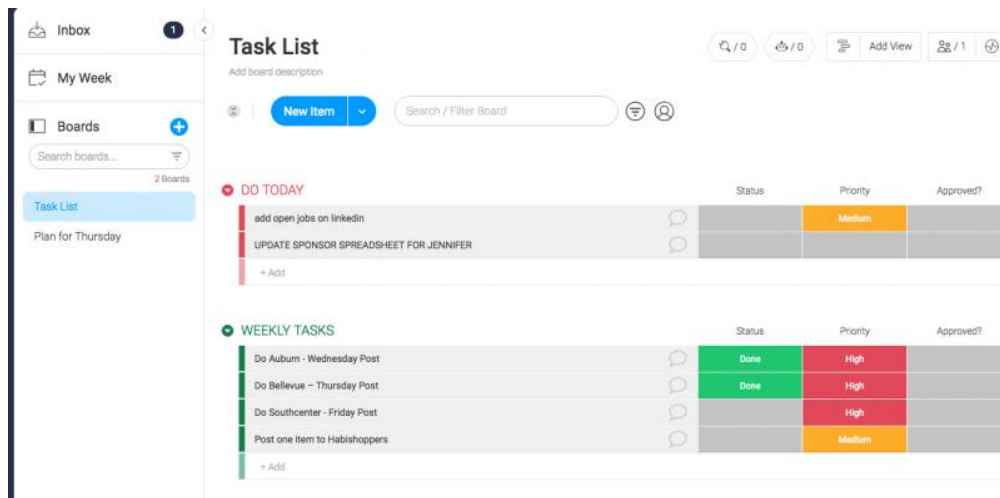 Inbox
1
My Week
Boards
Search boards...
2 Boards
Task List
Plan for Thursday
Task List
Add board description
/ 0
/ 0
Add View
/ 1
New Item
Search / Filter Board
DO TODAY Status Priority Approved?
add open jobs on linkedin Medium
UPDATE SPONSOR SPREADSHEET FOR JENNIFER
+ Add
WEEKLY TASKS Status Priority Approved?
Do Auburn - Wednesday Post Done High
Do Bellevue – Thursday Post Done High
Do Southcenter - Friday Post High
Post one item to Habishoppers Medium
+ Add